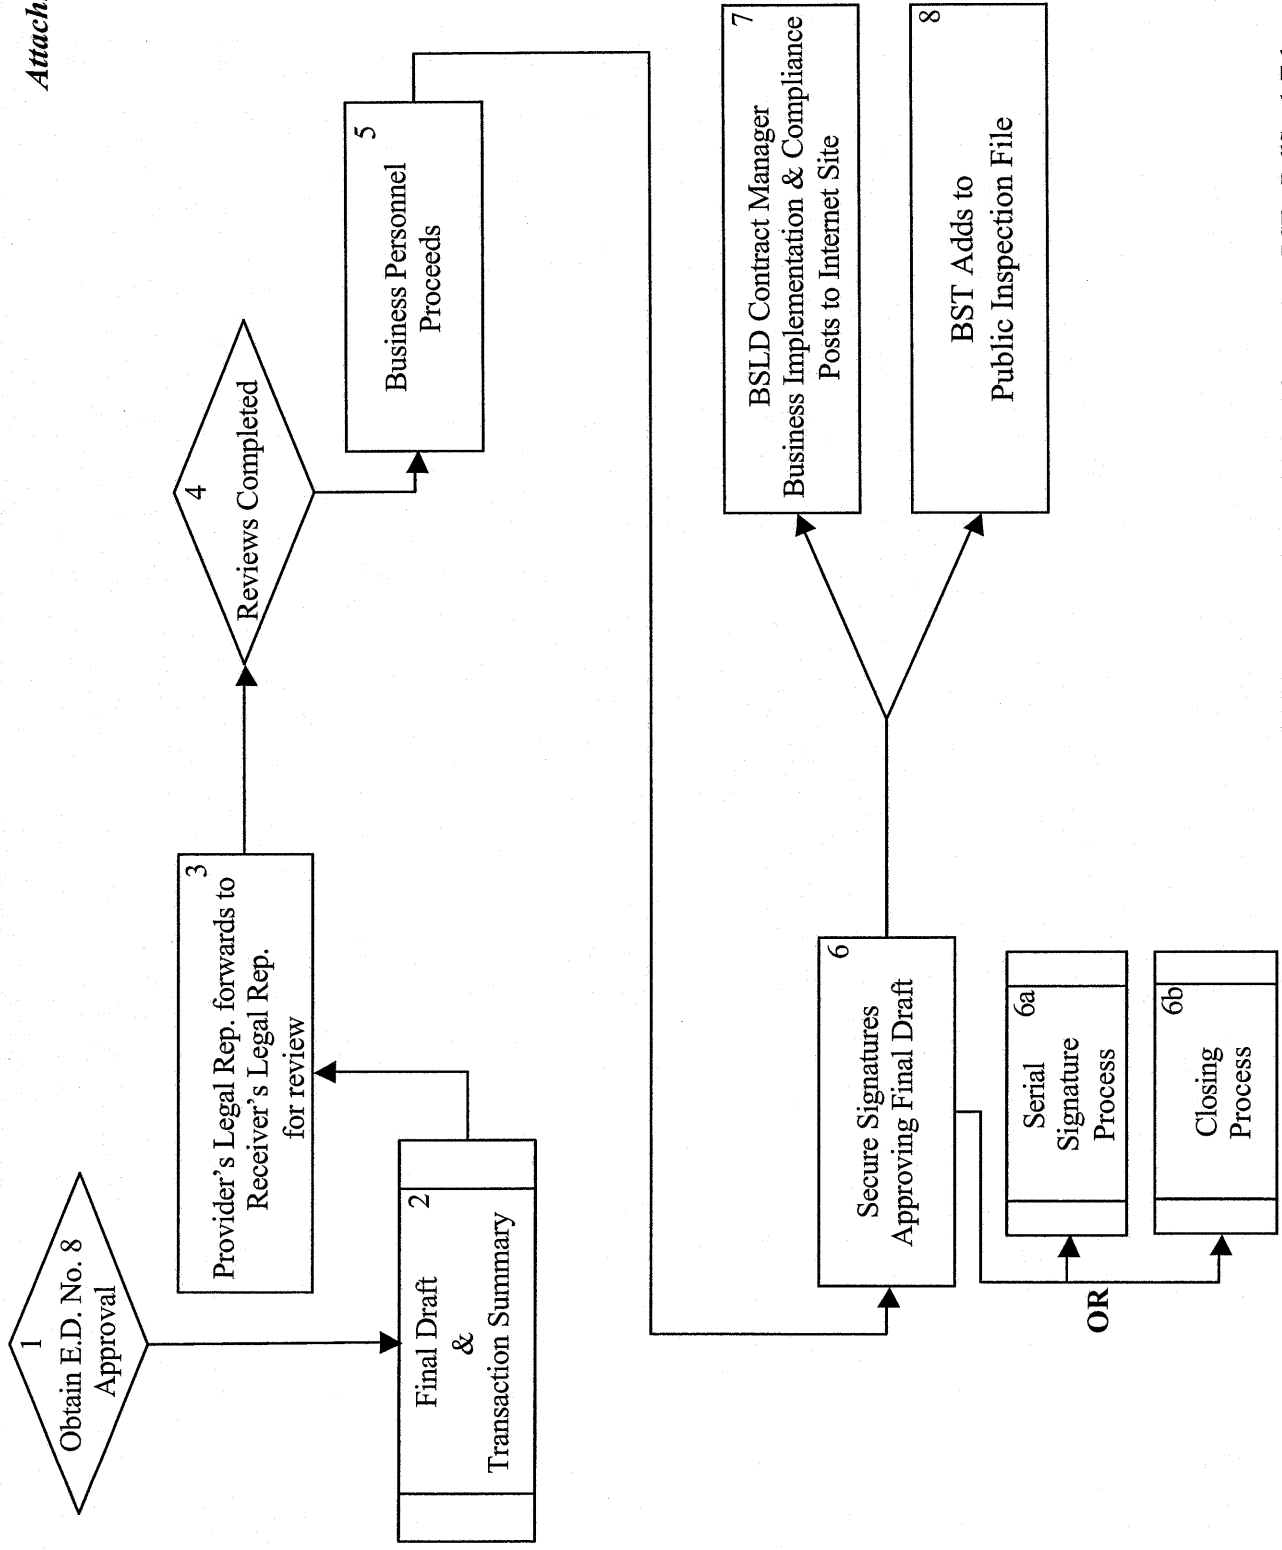 Attach
1
Obtain E.D. No. 8
Approval
2
Final Draft
&
Transaction Summary
3
Provider's Legal Rep. forwards to
Receiver's Legal Rep.
for review
4
Reviews Completed
5
Business Personnel
Proceeds
6
Secure Signatures
Approving Final Draft
6a
Serial
Signature
Process
OR
6b
Closing
Process
7
BSLD Contract Manager
Business Implementation & Compliance
Posts to Internet Site
8
BST Adds to
Public Inspection File